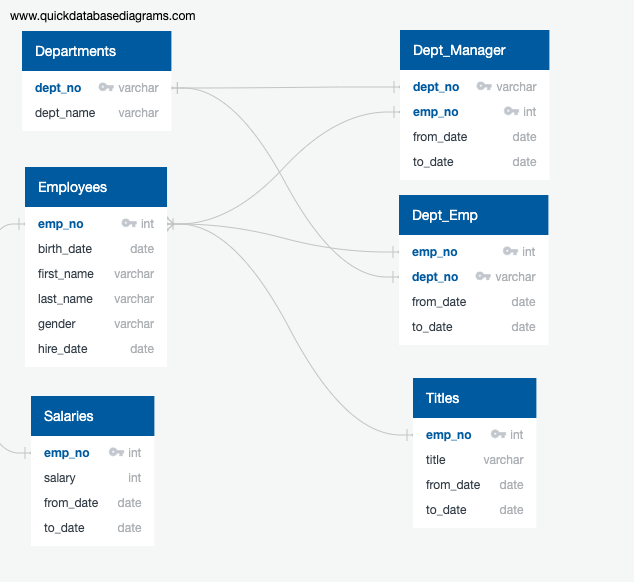 www.quickdatabasediagrams.com
Departments
dept_no varchar
dept_name varchar
Employees
emp_no int
birth_date date
first_name varchar
last_name varchar
gender varchar
hire_date date
Salaries
emp_no int
salary int
from_date date
to_date date
Dept_Manager
dept_no varchar
emp_no int
from_date date
to_date date
Dept_Emp
emp_no int
dept_no varchar
from_date date
to_date date
Titles
emp_no int
title varchar
from_date date
to_date date